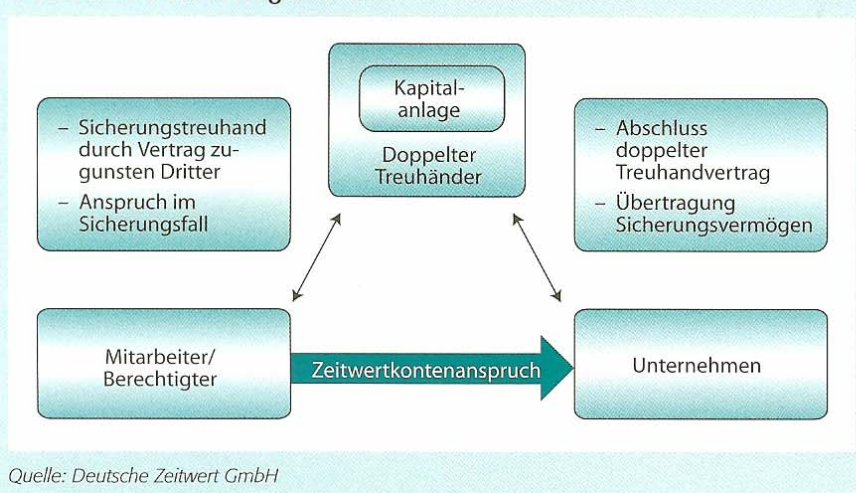 Kapital-
anlage
Doppelter
Treuhänder
– Sicherungstreuhand
durch Vertrag zu-
gunsten Dritter
– Anspruch im
Sicherungsfall
– Abschluss
doppelter
Treuhandvertrag
– Übertragung
Sicherungsvermögen
Mitarbeiter/
Berechtigter
Zeitwertkontenanspruch
Unternehmen
Quelle: Deutsche Zeitwert GmbH